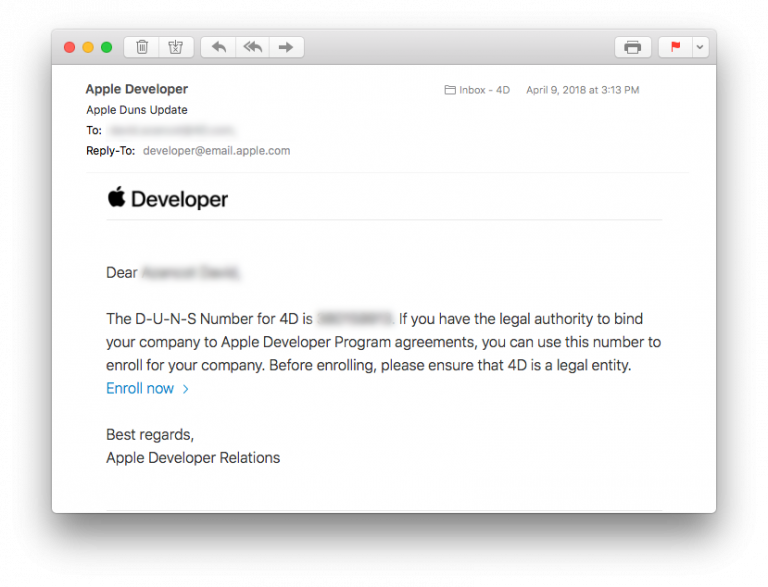 Apple Developer
Inbox - 4D April 9, 2018 at 3:13 PM
Apple Duns Update
To:
Reply-To: developer@email.apple.com
Developer
Dear
The D-U-N-S Number for 4D is If you have the legal authority to bind
your company to Apple Developer Program agreements, you can use this number to
enroll for your company. Before enrolling, please ensure that 4D is a legal entity.
Enroll now >
Best regards,
Apple Developer Relations